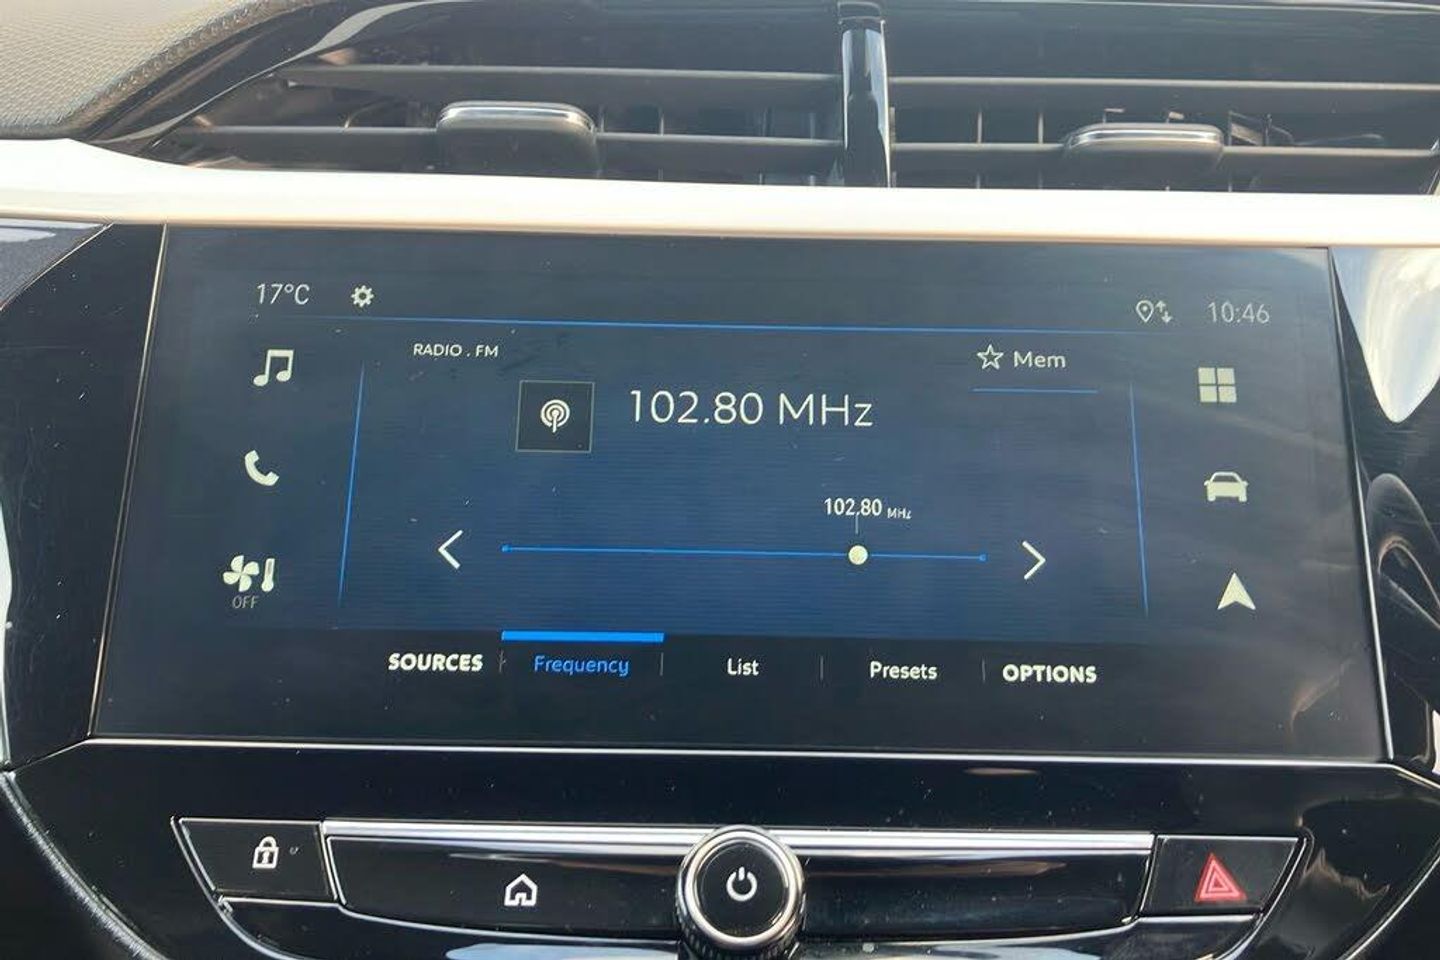 17°C
10:46
RADIO . FM
Mem
102.80 MHz
102.80 MHz
OFF
SOURCES
Frequency
List
Presets
OPTIONS